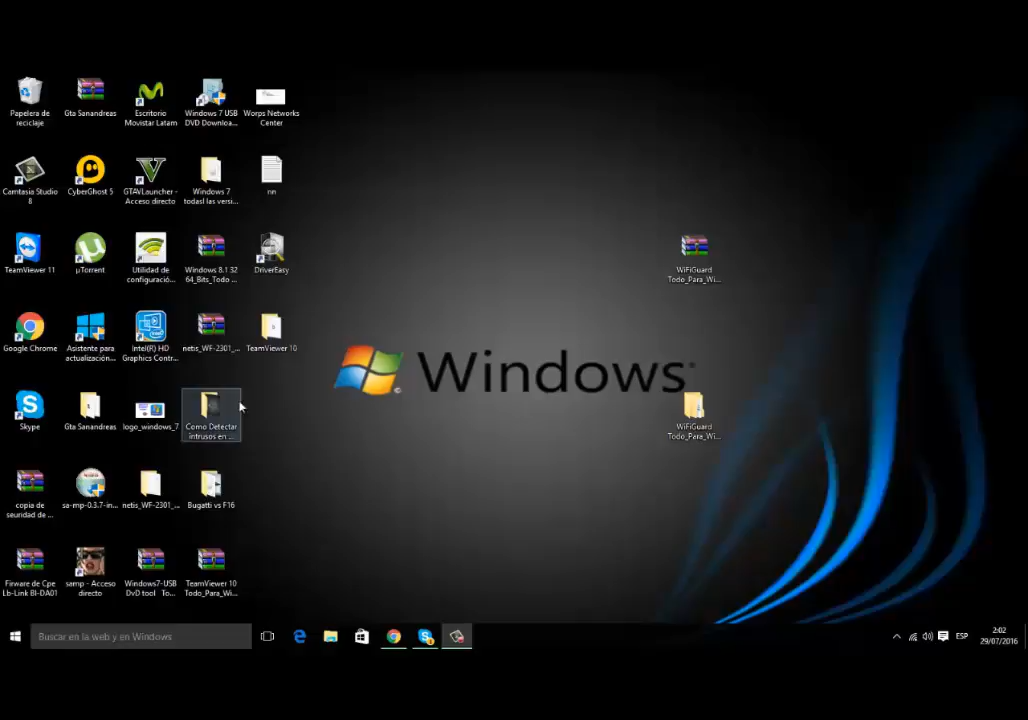 Papelera de
reciclaje
Gta Sanandreas
Escritorio
Movistar Latam
Windows 7 USB
DVD Downloa...
Worps Networks
Center
Camtasia Studio
8
CyberGhost 5
GTAVLauncher -
Acceso directo
Windows 7
todasl las versi...
nn
TeamViewer 11
µTorrent
Utilidad de
configuració...
Windows 8.1 32
64_Bits_Todo ...
DriverEasy
WiFiGuard
Todo_Para_Wi...
Google Chrome
Asistente para
actualización...
Intel(R) HD
Graphics Contr...
netis_WF-2301_...
TeamViewer 10
Windows
Skype
Gta Sanandreas
logo_windows_7
Como Detectar
intrusos en ...
WiFiGuard
Todo_Para_Wi...
copia de
seuridad de ...
sa-mp-0.3.7-in...
netis_WF-2301_...
Bugatti vs F16
Firware de Cpe
Lb-Link Bl-DA01
samp - Acceso
directo
Windows7-USB
DvD tool   To...
TeamViewer 10
Todo_Para_Wi...
Buscar en la web y en Windows
ESP
2:02
29/07/2016